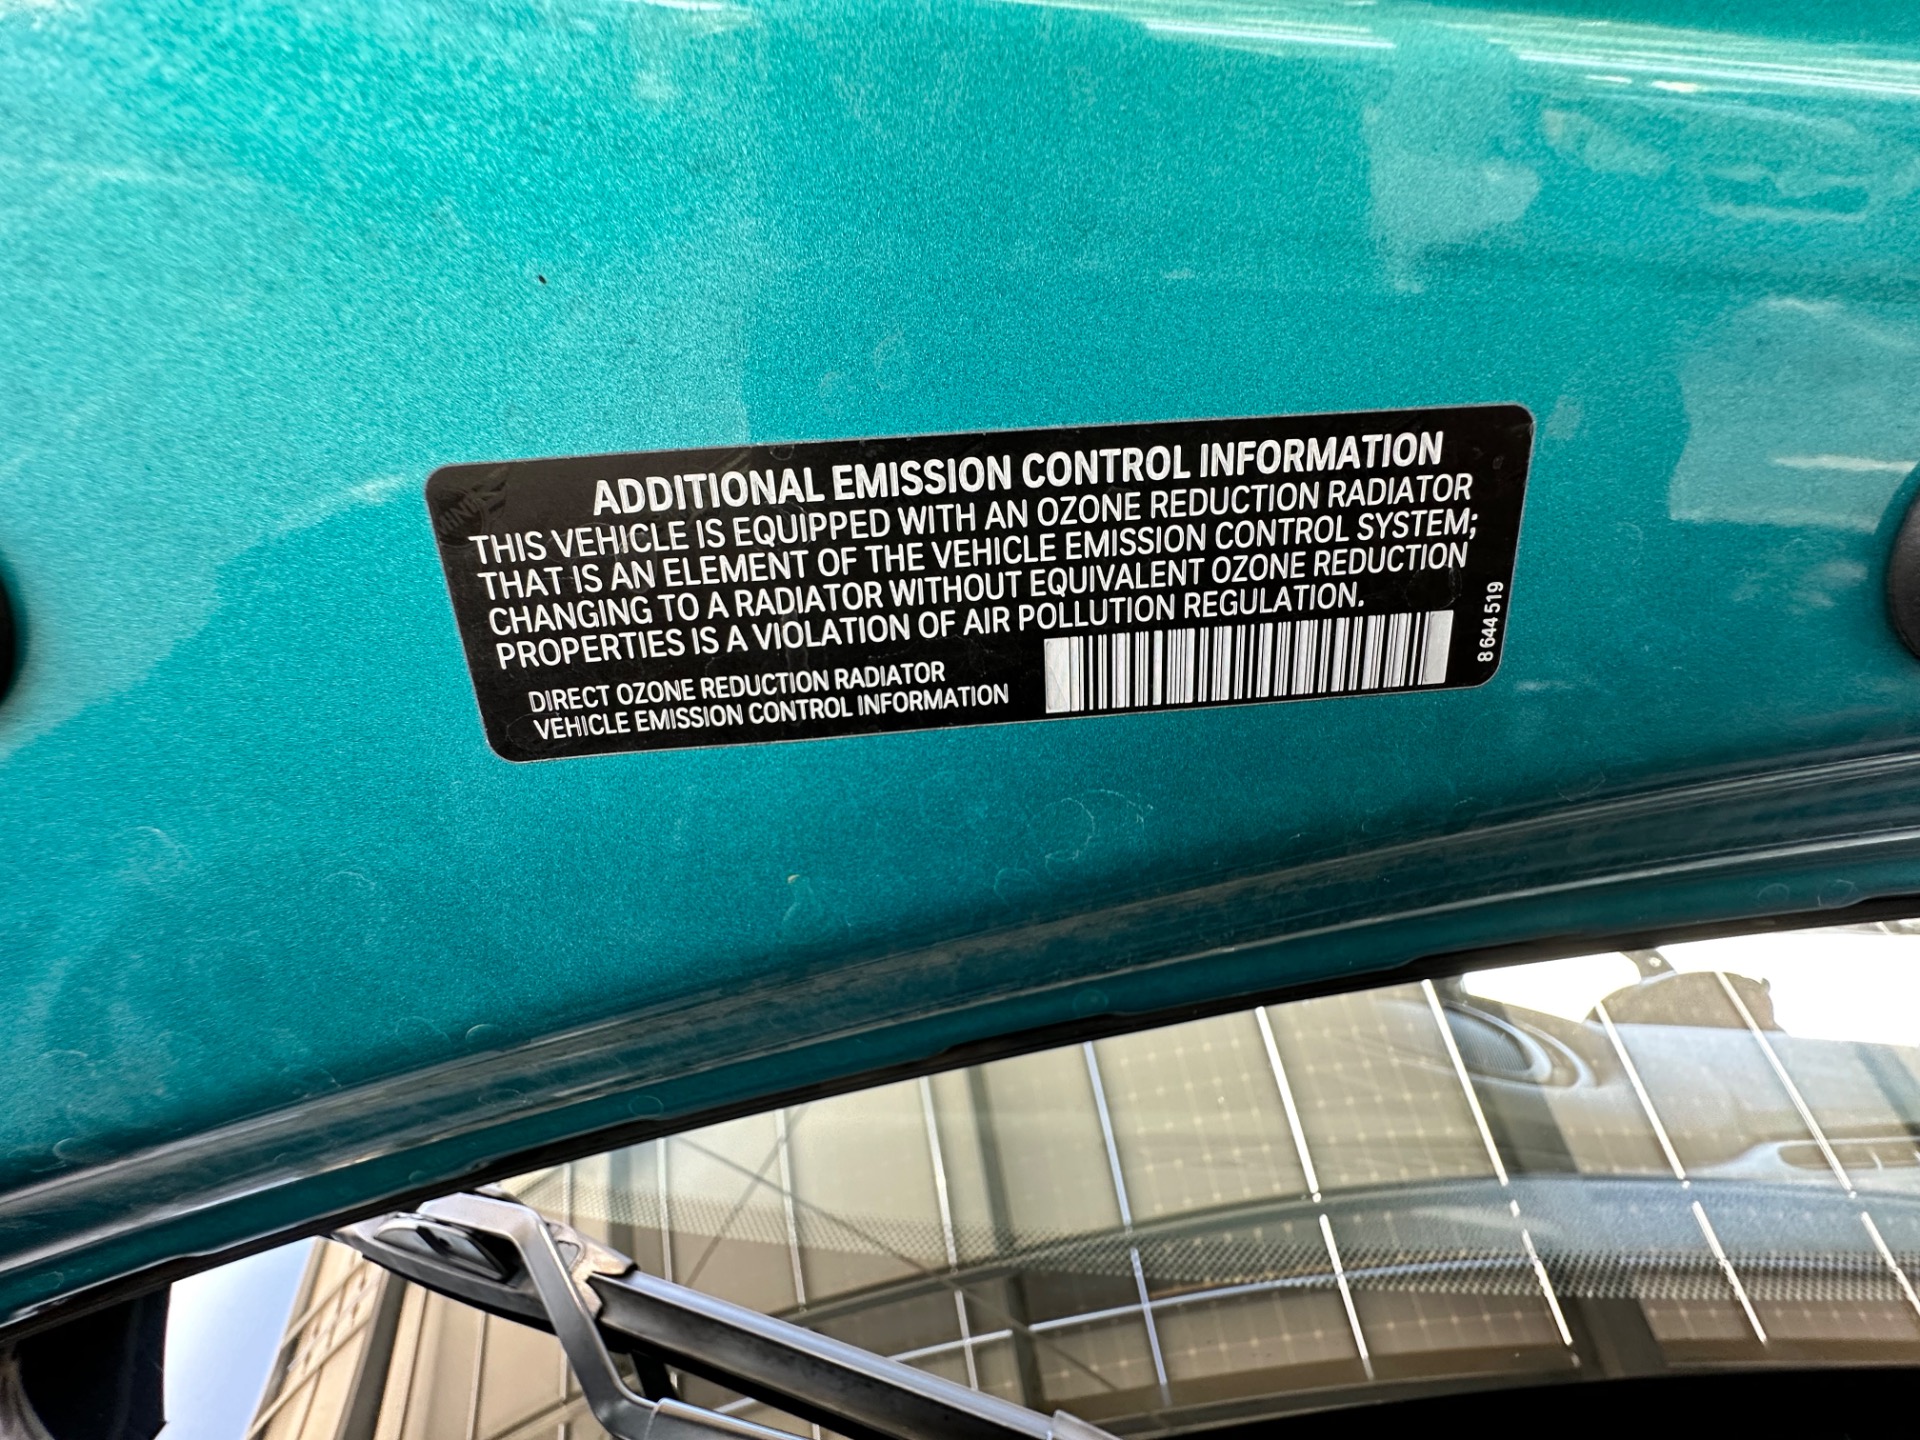 ADDITIONAL EMISSION CONTROL INFORMATION
THIS VEHICLE IS EQUIPPED WITH AN OZONE REDUCTION RADIATOR
THAT IS AN ELEMENT OF THE VEHICLE EMISSION CONTROL SYSTEM;
CHANGING TO A RADIATOR WITHOUT EQUIVALENT OZONE REDUCTION
PROPERTIES IS A VIOLATION OF AIR POLLUTION REGULATION.
DIRECT OZONE REDUCTION RADIATOR
VEHICLE EMISSION CONTROL INFORMATION
8 644 519